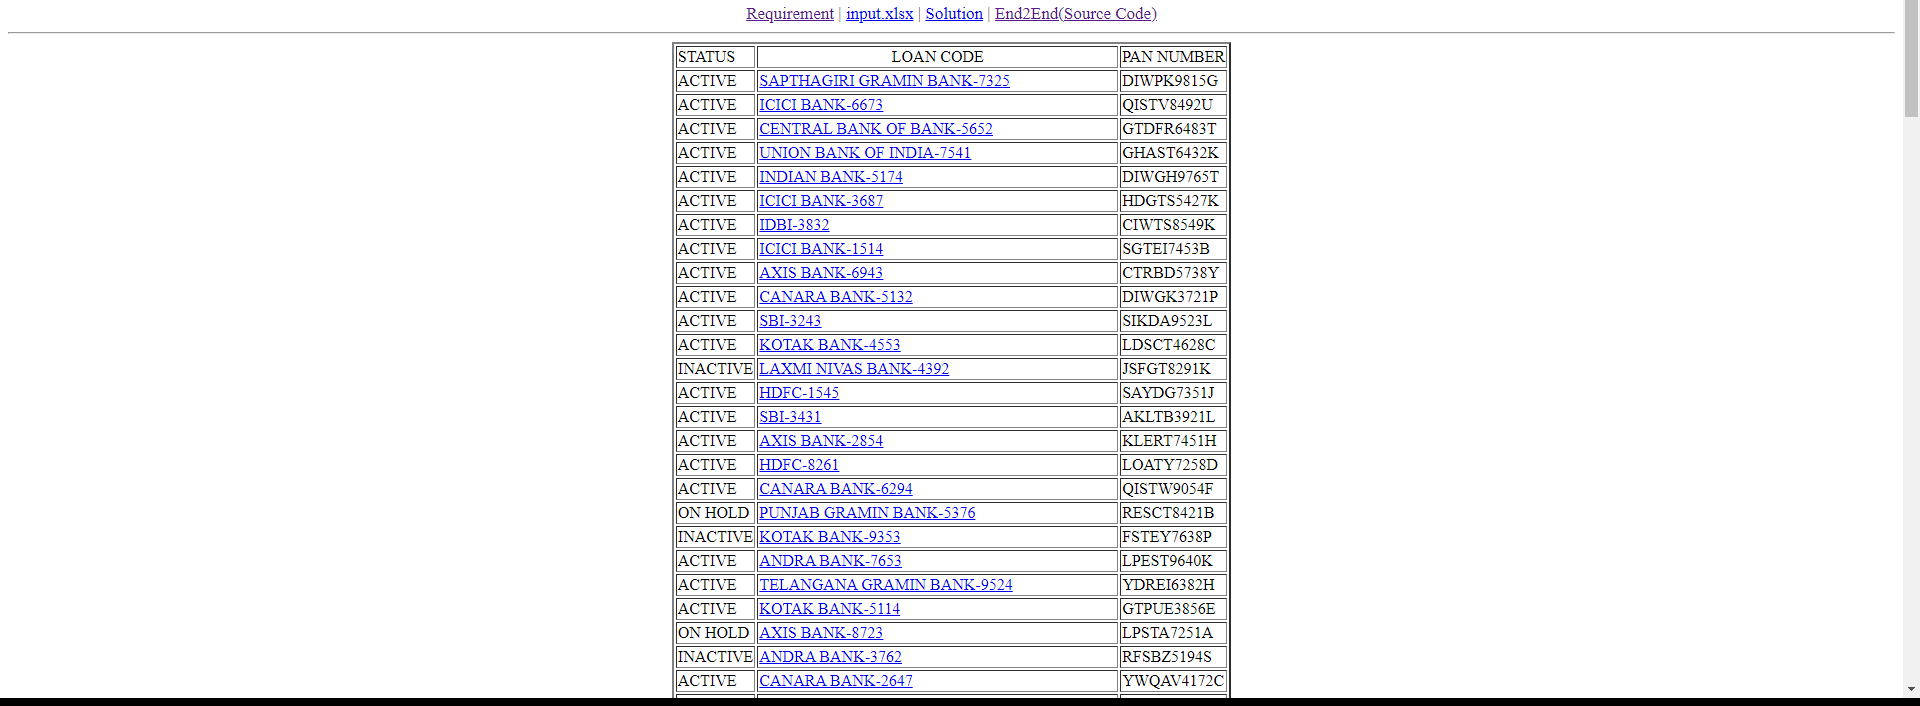 Requirement | input.xlsx | Solution | End2End(Source Code)
STATUS LOAN CODE PAN NUMBER
ACTIVE SAPTHAGIRI GRAMIN BANK-7325 DIWPK9815G
ACTIVE ICICI BANK-6673 QISTV8492U
ACTIVE CENTRAL BANK OF BANK-5652 GTDFR6483T
ACTIVE UNION BANK OF INDIA-7541 GHAST6432K
ACTIVE INDIAN BANK-5174 DIWGH9765T
ACTIVE ICICI BANK-3687 HDGTS5427K
ACTIVE IDBI-3832 CIWTS8549K
ACTIVE ICICI BANK-1514 SGTEI7453B
ACTIVE AXIS BANK-6943 CTRBD5738Y
ACTIVE CANARA BANK-5132 DIWGK3721P
ACTIVE SBI-3243 SIKDA9523L
ACTIVE KOTAK BANK-4553 LDSCT4628C
INACTIVE LAXMI NIVAS BANK-4392 JSFGT8291K
ACTIVE HDFC-1545 SAYDG7351J
ACTIVE SBI-3431 AKLTB3921L
ACTIVE AXIS BANK-2854 KLERT7451H
ACTIVE HDFC-8261 LOATY7258D
ACTIVE CANARA BANK-6294 QISTW9054F
ON HOLD PUNJAB GRAMIN BANK-5376 RESCT8421B
INACTIVE KOTAK BANK-9353 FSTEY7638P
ACTIVE ANDRA BANK-7653 LPEST9640K
ACTIVE TELANGANA GRAMIN BANK-9524 YDREI6382H
ACTIVE KOTAK BANK-5114 GTPUE3856E
ON HOLD AXIS BANK-8723 LPSTA7251A
INACTIVE ANDRA BANK-3762 RFSBZ5194S
ACTIVE CANARA BANK-2647 YWQAV4172C